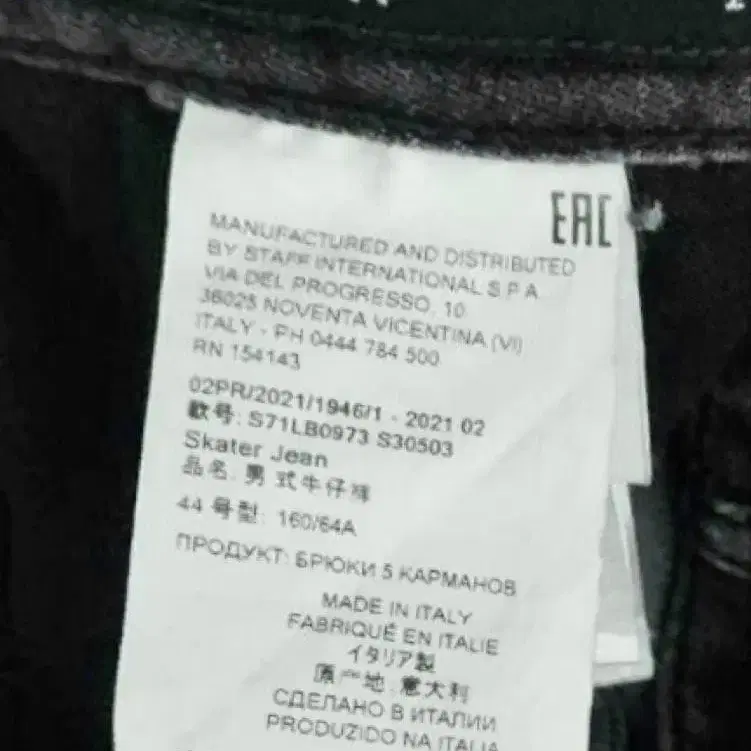 EAC
MANUFACTURED AND DISTRIBUTED
BY STAFF INTERNATIONAL S.P.A.
VIA DEL PROGRESSO, 10
36025 NOVENTA VICENTINA (VI)
ITALY - PH 0444 784 500
RN 154143
02PR/2021/1946/1 - 2021 02
款号: S71LB0973 S30503
Skater Jean
品名: 男式牛仔裤
44 号型: 160/64A
ПРОДУКТ: БРЮКИ 5 КАРМАНОВ
MADE IN ITALY
FABRIQUÉ EN ITALIE
イタリア製
原产地: 意大利
СДЕЛАНО В ИТАЛИИ
PRODUZIDO NA ITALIA